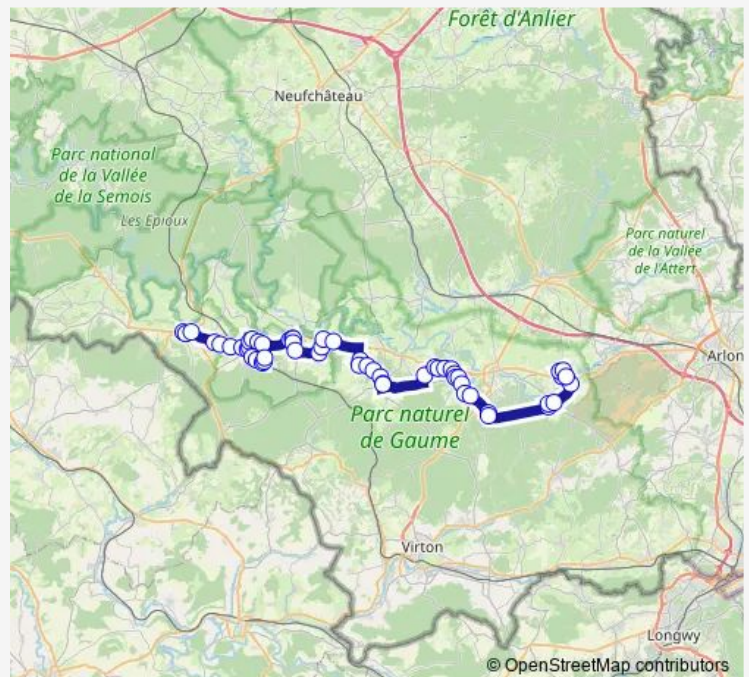 Forêt d'Anlier
Neufchâteau
Parc national
de la Vallée
de la Semois
Les Epioux
Parc naturel
de la Vallée
de l'Attert
Arlon
Parc naturel
de Gaume
Virton
Longwy
© OpenStreetMap contributors